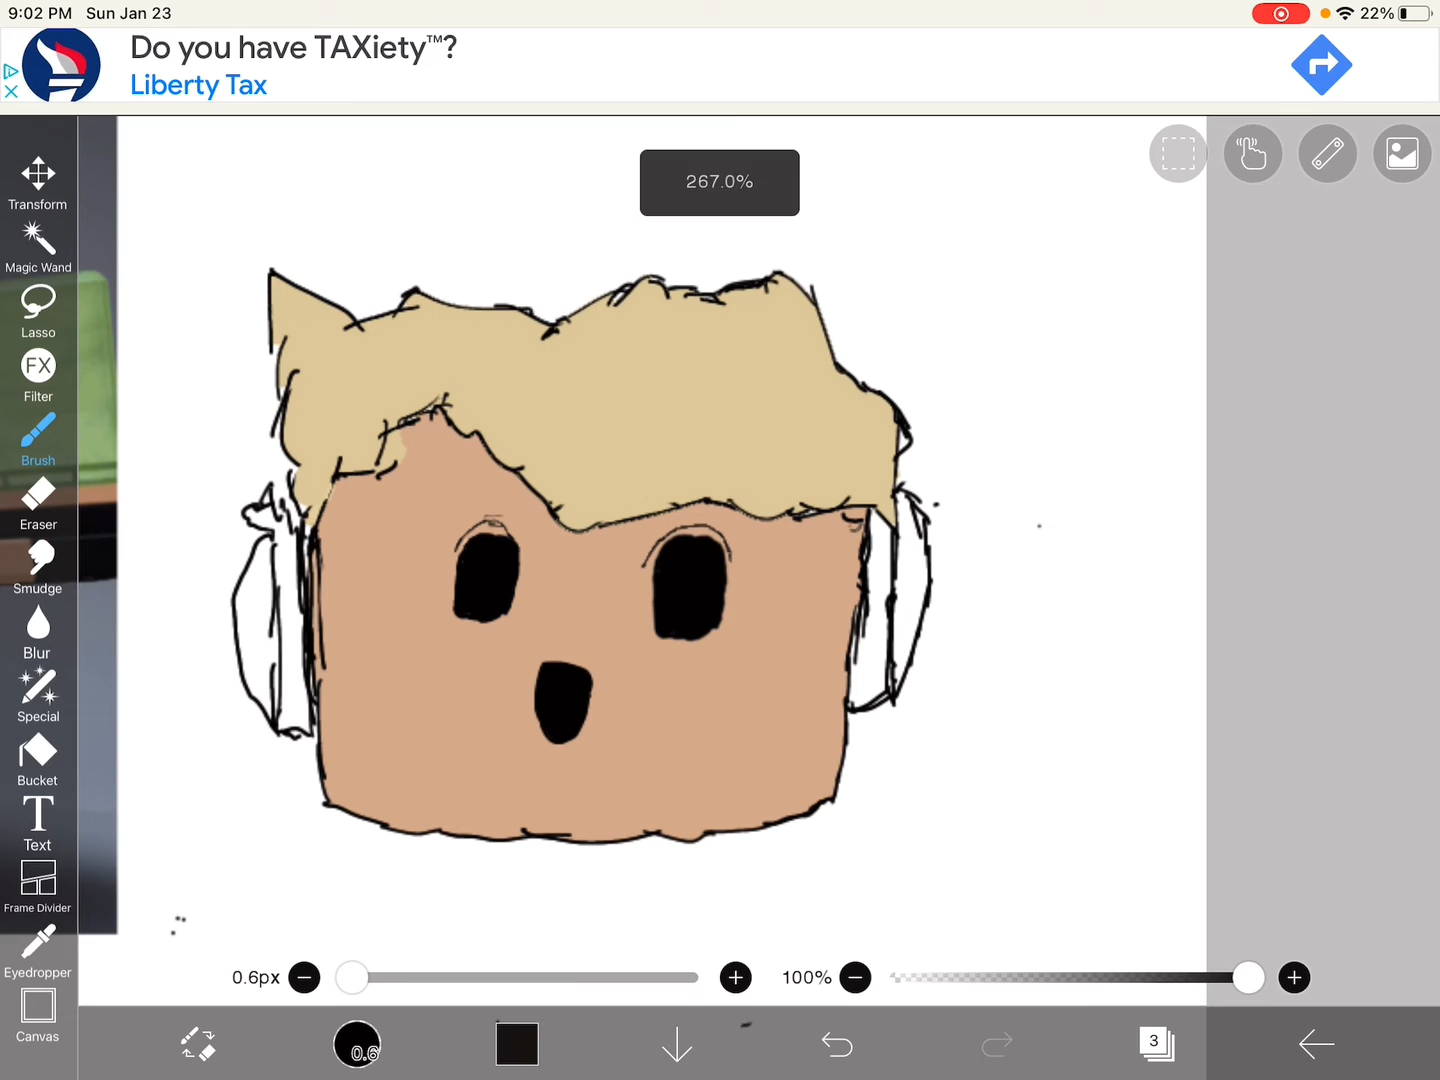 9:02 PM Sun Jan 23
22%
Do you have TAXiety™?
Liberty Tax
267.0%
Transform
Magic Wand
Lasso
FX
Filter
Brush
Eraser
Smudge
Blur
Special
Bucket
T
Text
Frame Divider
Eyedropper
Canvas
0.6px
100%
0.6
3